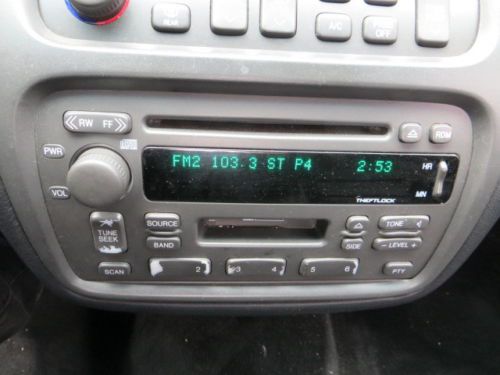 A/C
OFF
RW FF
RDM
PWR
FM2 103.3 ST P4 2:53
HR
VOL
MN
THEFTLOCK
TUNE
SEEK
SOURCE
TONE
BAND
SIDE
- LEVEL +
SCAN
2
3 4
5 6
PTY